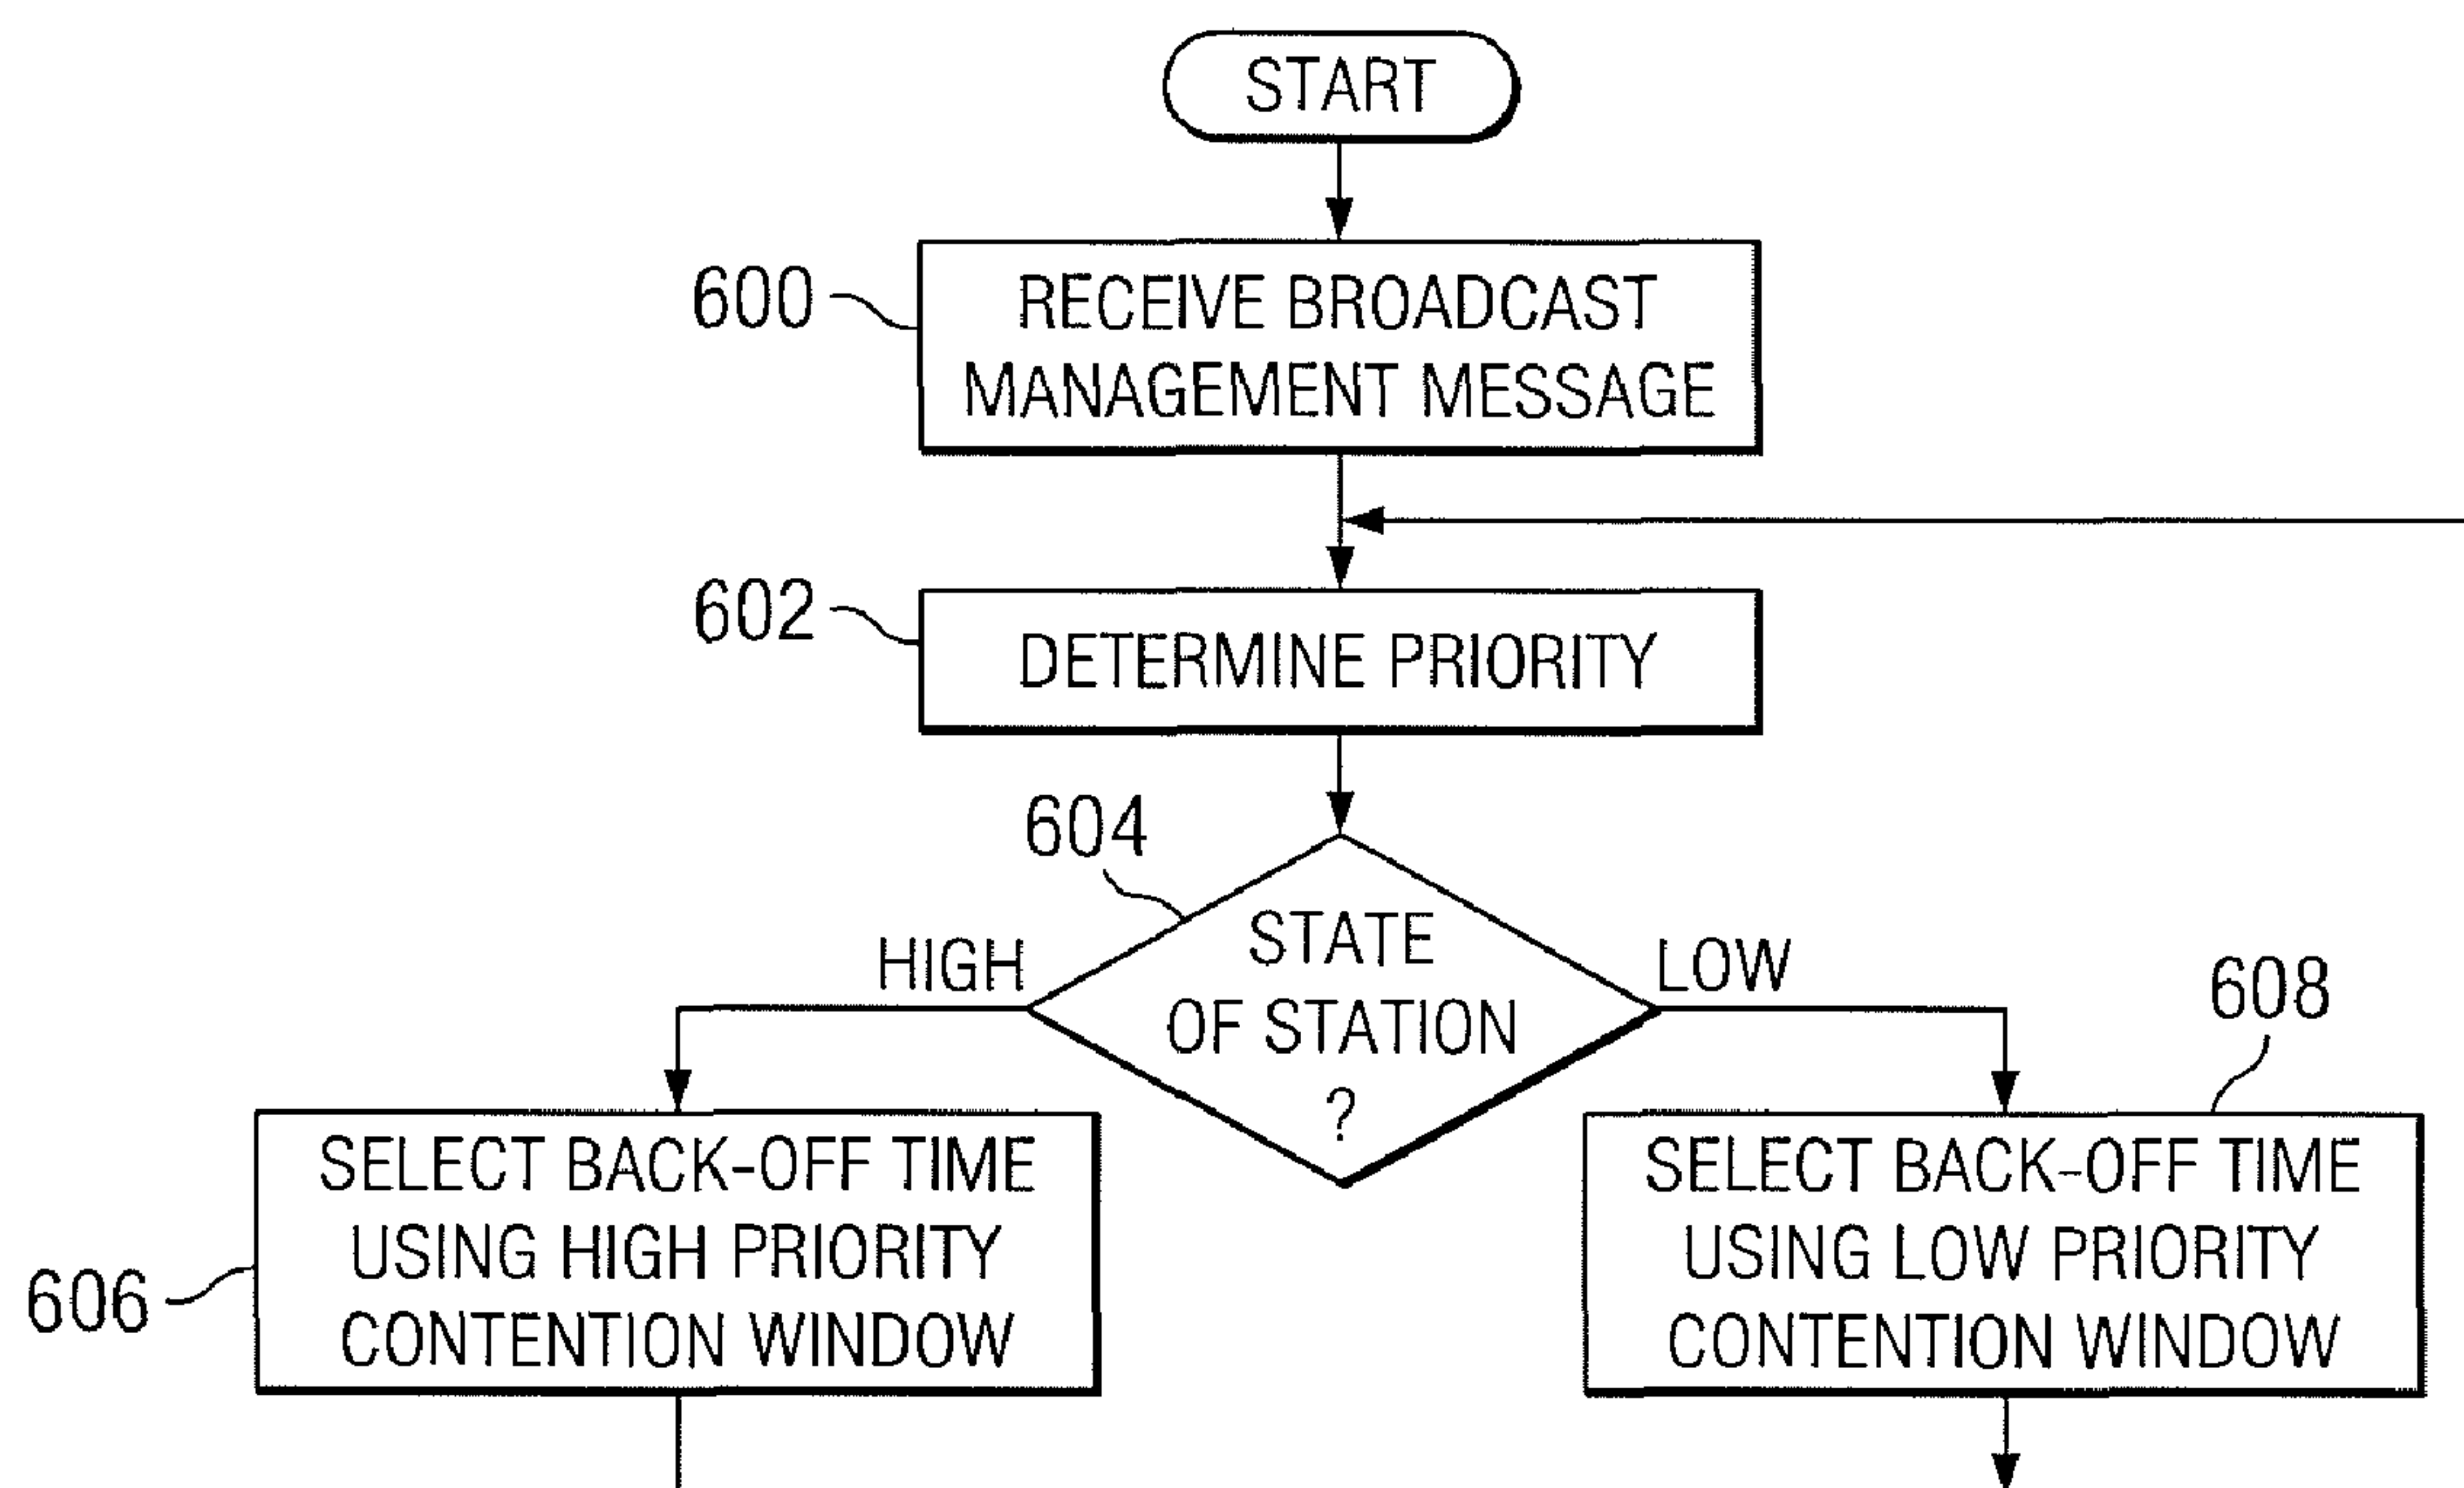 START
600
RECEIVE BROADCAST
MANAGEMENT MESSAGE
602
DETERMINE PRIORITY
604
STATE
OF STATION
?
HIGH
LOW
606
SELECT BACK-OFF TIME
USING HIGH PRIORITY
CONTENTION WINDOW
608
SELECT BACK-OFF TIME
USING LOW PRIORITY
CONTENTION WINDOW